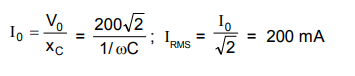 I₀ = V₀/x_C = 200√2/(1/ωC) ; I_RMS = I₀/√2 = 200 mA